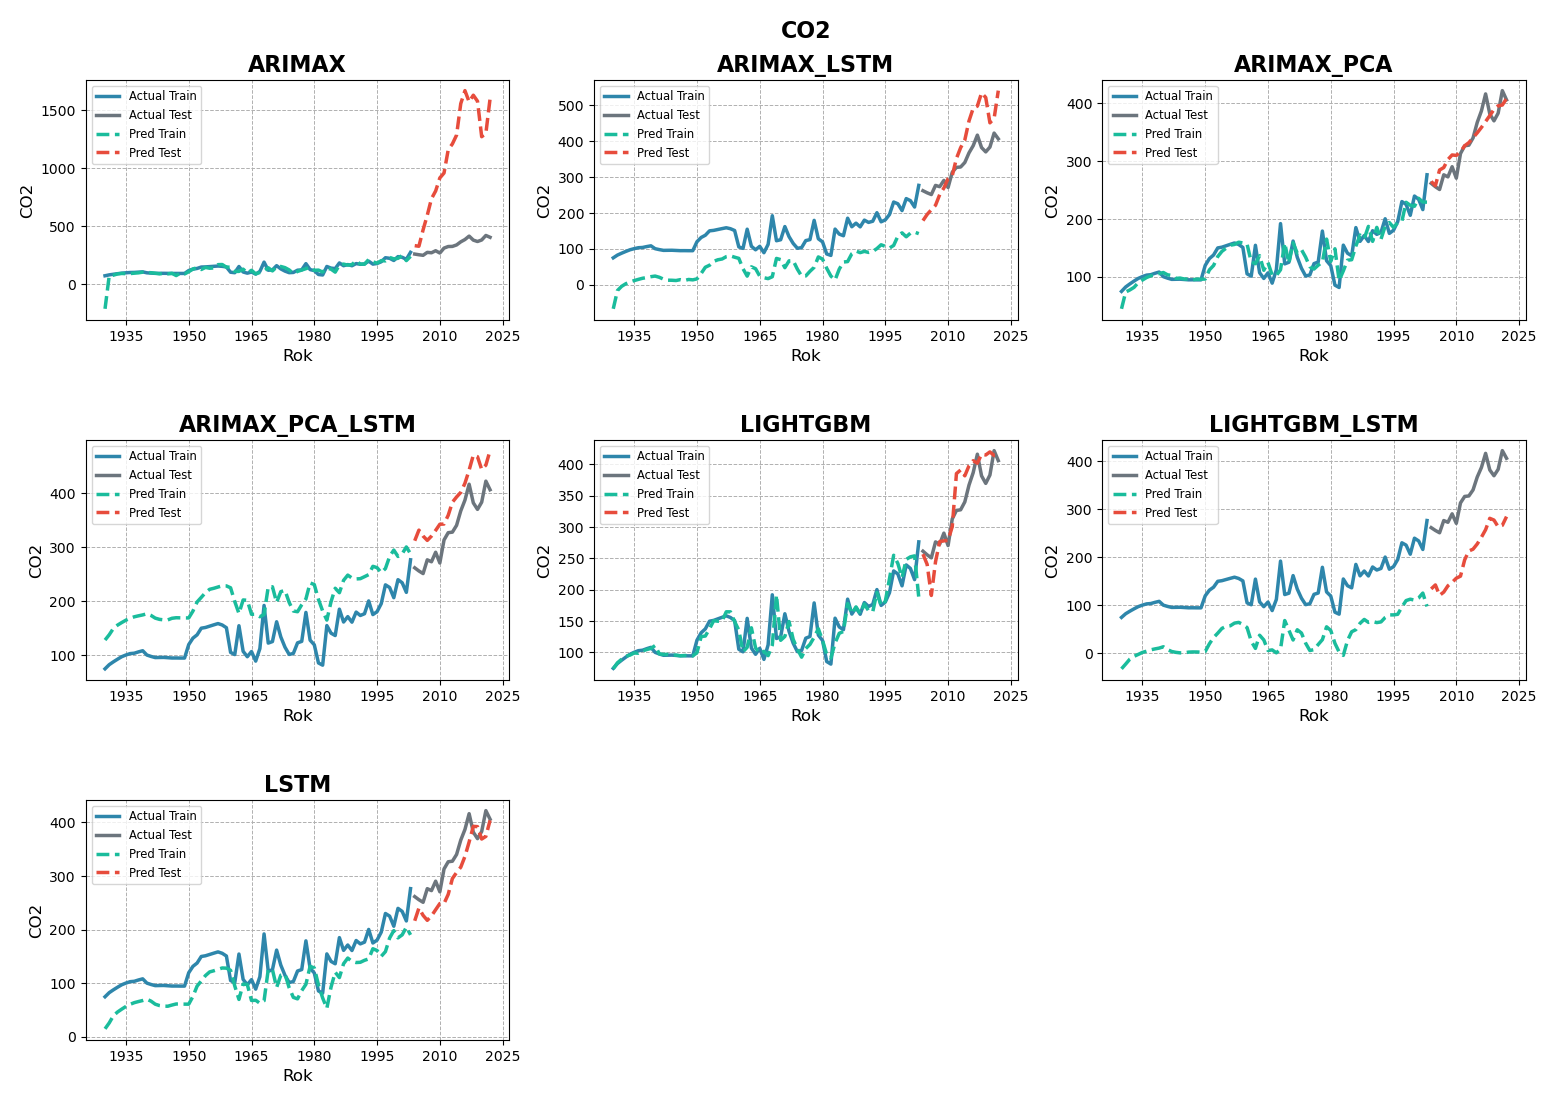 CO2
ARIMAX
Actual Train
Actual Test
Pred Train
Pred Test
1500
1000
500
0
CO2
1935 1950 1965 1980 1995 2010 2025
Rok
ARIMAX_LSTM
Actual Train
Actual Test
Pred Train
Pred Test
500
400
300
200
100
0
CO2
1935 1950 1965 1980 1995 2010 2025
Rok
ARIMAX_PCA
Actual Train
Actual Test
Pred Train
Pred Test
400
300
200
100
CO2
1935 1950 1965 1980 1995 2010 2025
Rok
ARIMAX_PCA_LSTM
Actual Train
Actual Test
Pred Train
Pred Test
400
300
200
100
CO2
1935 1950 1965 1980 1995 2010 2025
Rok
LIGHTGBM
Actual Train
Actual Test
Pred Train
Pred Test
400
350
300
250
200
150
100
CO2
1935 1950 1965 1980 1995 2010 2025
Rok
LIGHTGBM_LSTM
Actual Train
Actual Test
Pred Train
Pred Test
400
300
200
100
0
CO2
1935 1950 1965 1980 1995 2010 2025
Rok
LSTM
Actual Train
Actual Test
Pred Train
Pred Test
400
300
200
100
0
CO2
1935 1950 1965 1980 1995 2010 2025
Rok